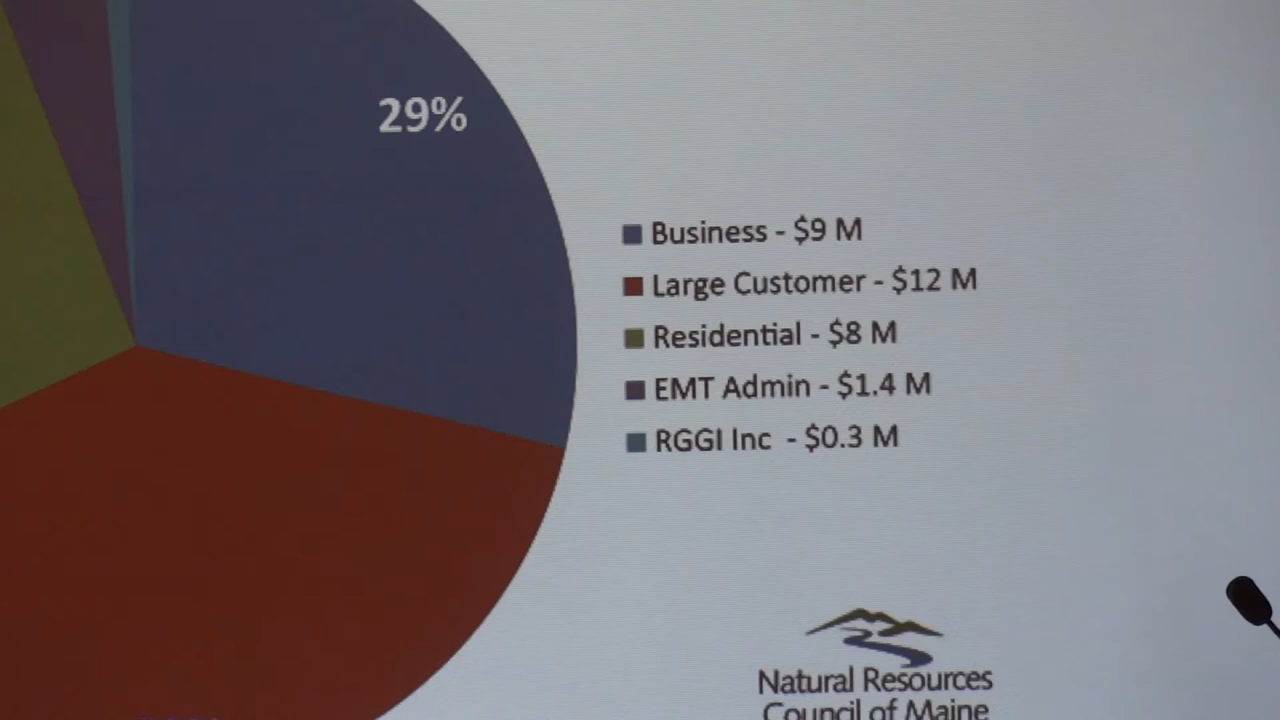 29%
Business - $9 M
Large Customer - $12 M
Residential - $8 M
EMT Admin - $1.4 M
RGGI Inc - $0.3 M
Natural Resources
Council of Maine